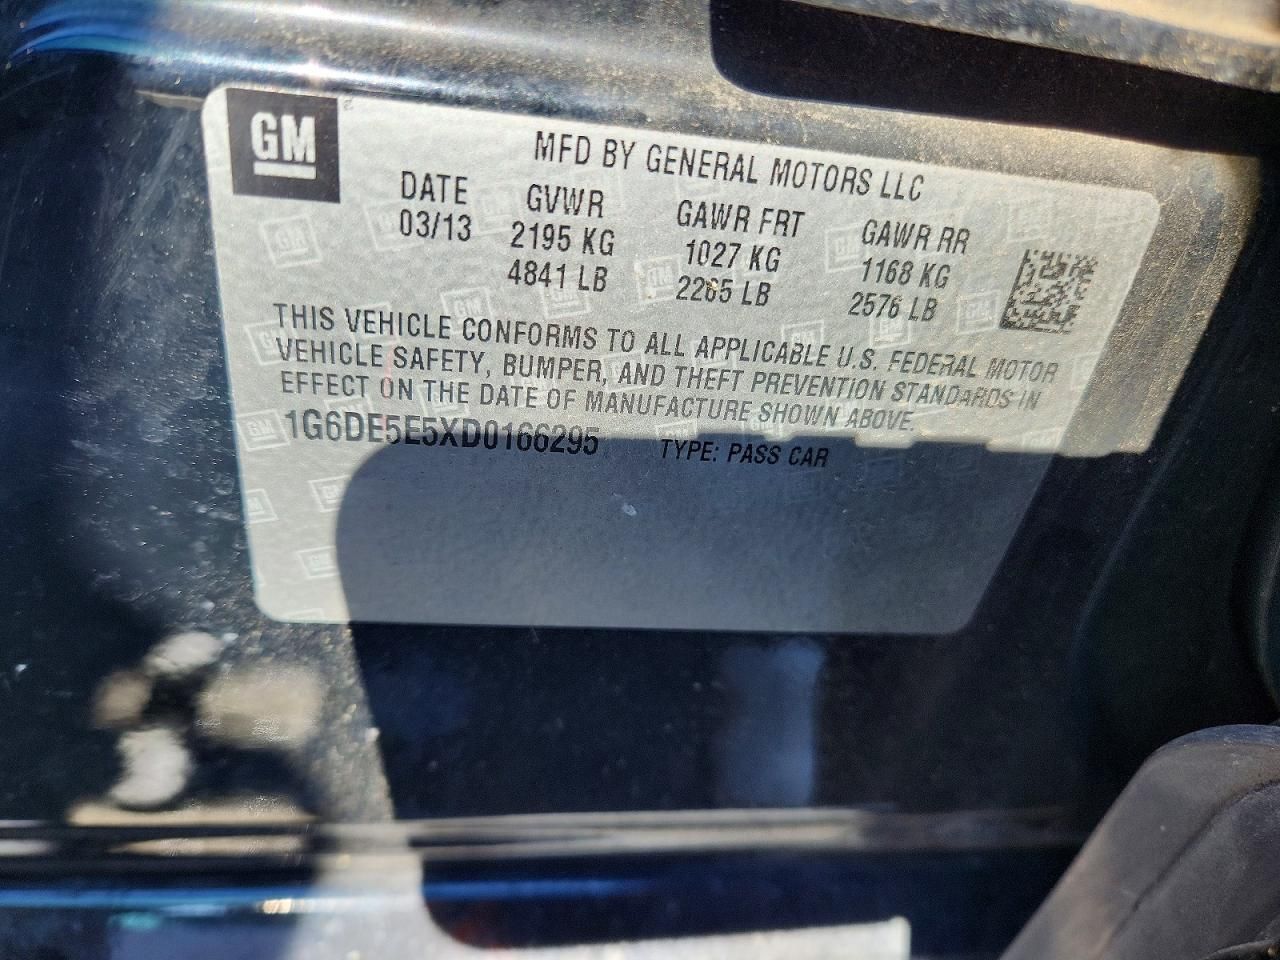 GM
MFD BY GENERAL MOTORS LLC
DATE GVWR GAWR FRT GAWR RR
03/13 2195 KG 1027 KG 1168 KG
4841 LB 2265 LB 2576 LB
THIS VEHICLE CONFORMS TO ALL APPLICABLE U.S. FEDERAL MOTOR
VEHICLE SAFETY, BUMPER, AND THEFT PREVENTION STANDARDS IN
EFFECT ON THE DATE OF MANUFACTURE SHOWN ABOVE.
1G6DE5E5XD0166295 TYPE: PASS CAR